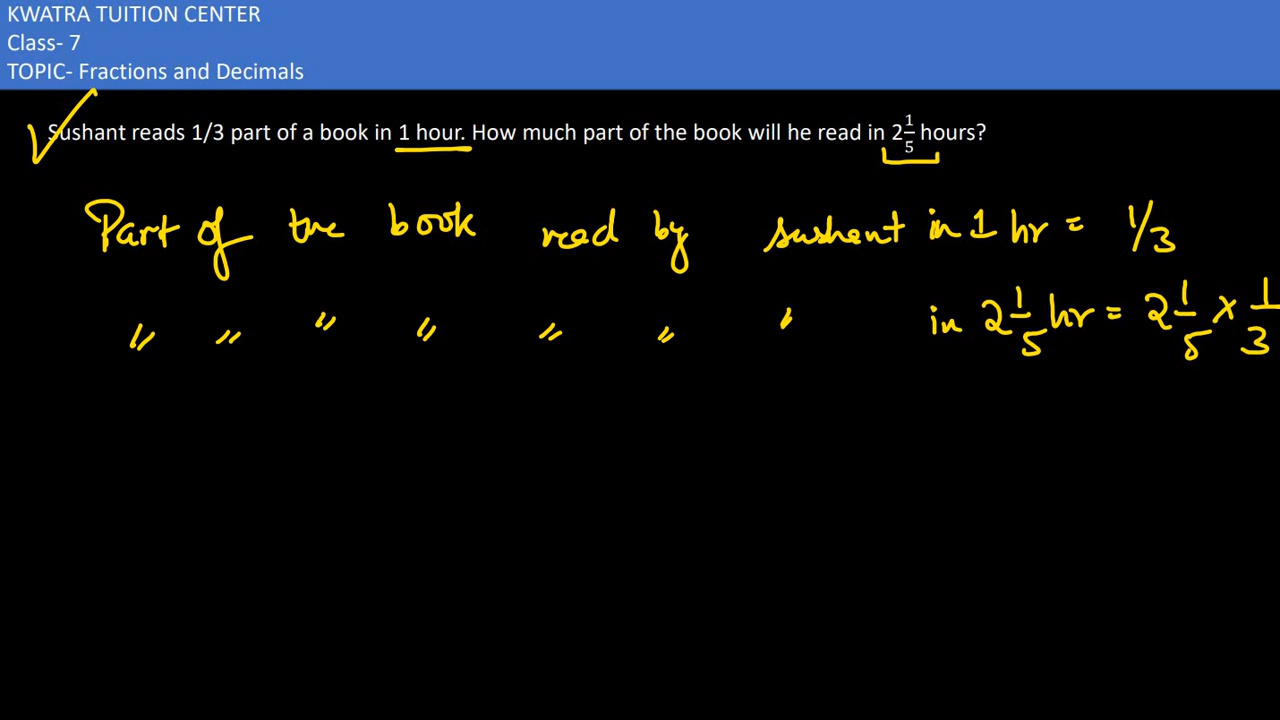 KWATRA TUITION CENTER
Class- 7
TOPIC- Fractions and Decimals
Sushant reads 1/3 part of a book in 1 hour. How much part of the book will he read in 2 1/5 hours?
Part of the book read by sushant in 1 hr = 1/3
〃 〃 〃 〃 〃 〃 〃 in 2 1/5 hr = 2 1/5 × 1/3